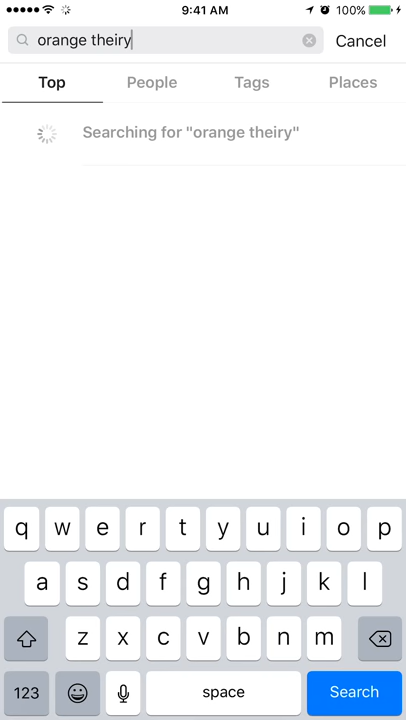 9:41 AM 100%
orange theiry Cancel
Top People Tags Places
Searching for "orange theiry"
q w e r t y u i o p
a s d f g h j k l
z x c v b n m
123 space Search